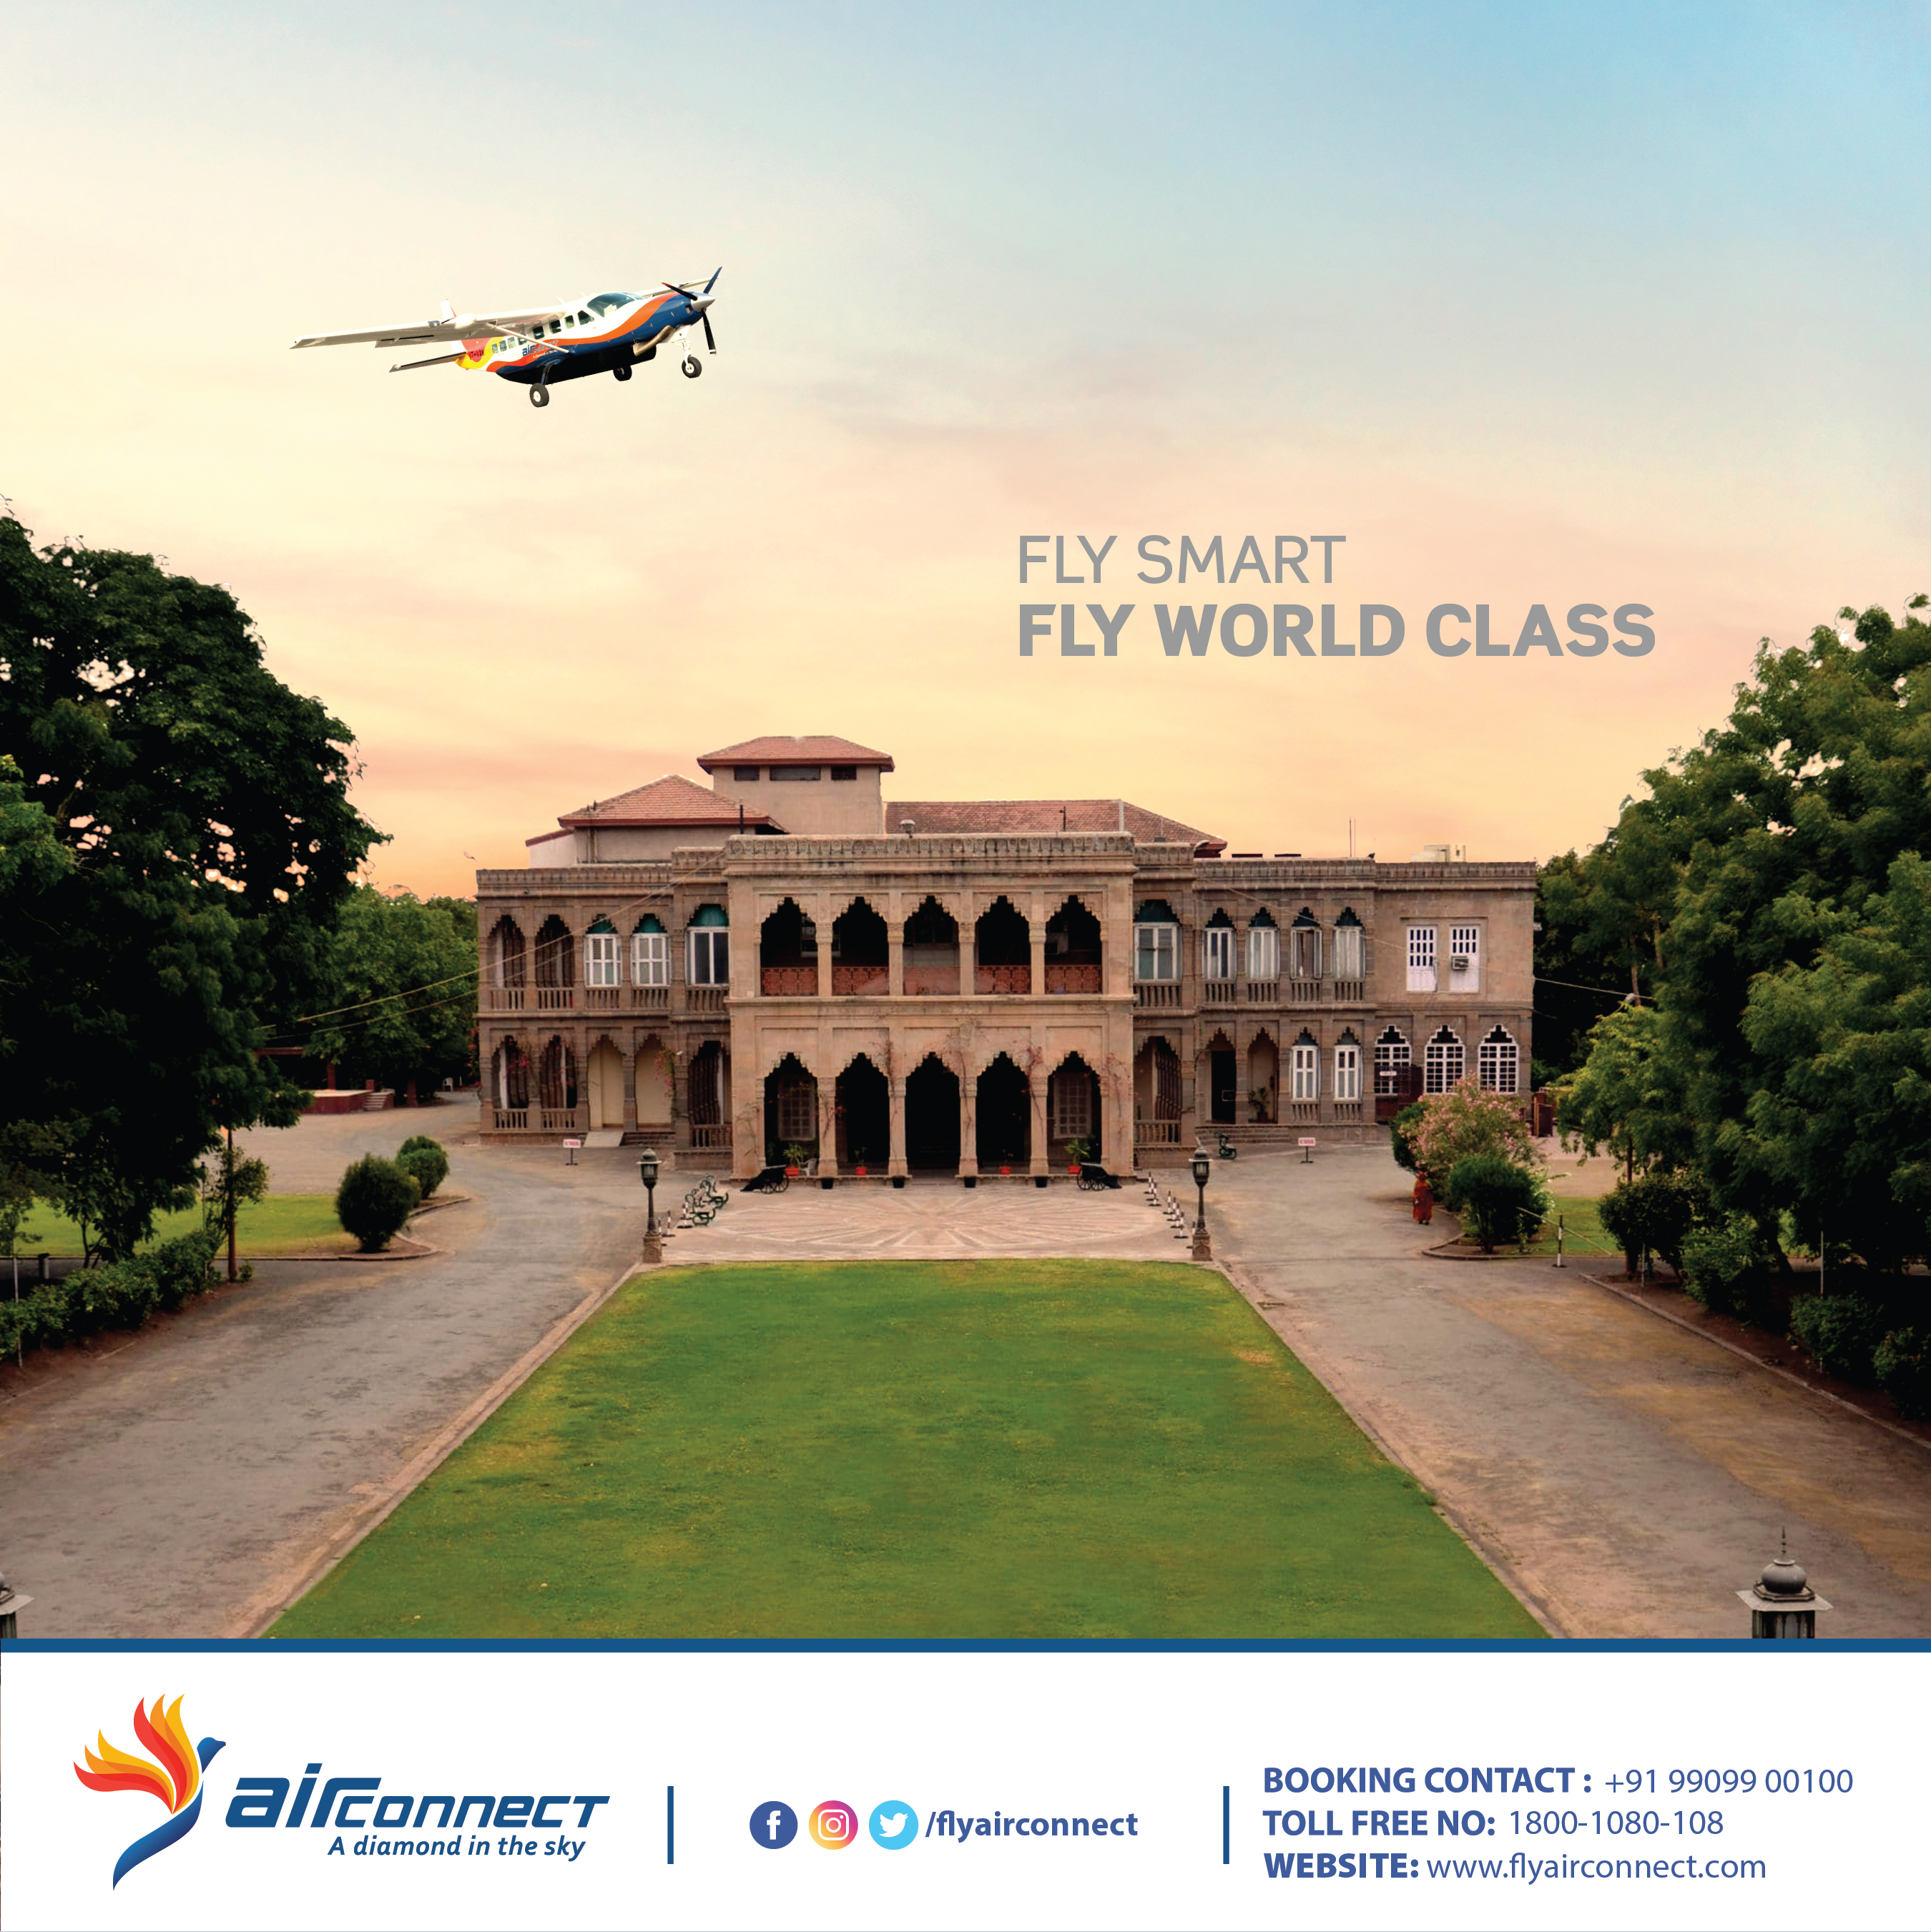 FLY SMART
FLY WORLD CLASS
airconnect
A diamond in the sky
/flyairconnect
BOOKING CONTACT : +91 99099 00100
TOLL FREE NO: 1800-1080-108
WEBSITE: www.flyairconnect.com